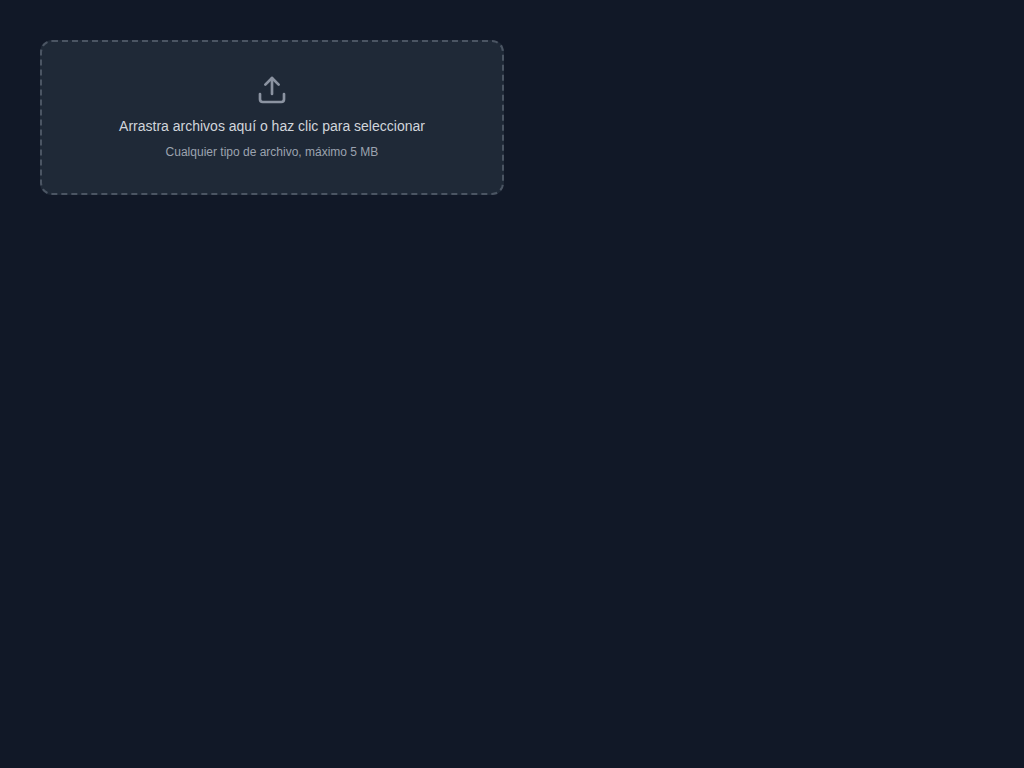 Arrastra archivos aquí o haz clic para seleccionar
Cualquier tipo de archivo, máximo 5 MB